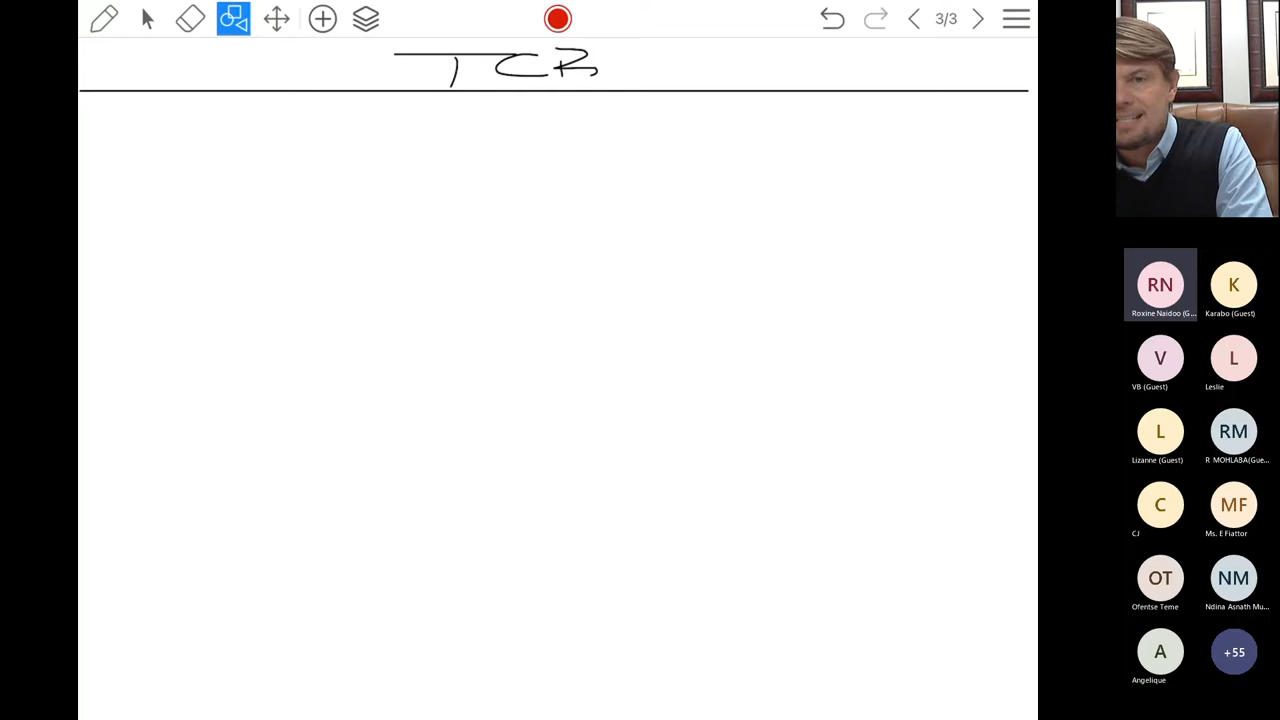 3/3
TCR
RN K
Roxine Naidoo (G... Karabo (Guest)
V L
VB (Guest) Leslie
L RM
Lizanne (Guest) R MOHLABA(Gue...
C MF
CJ Ms. E Fiattor
OT NM
Ofentse Teme Ndina Asnath Mu...
A +55
Angelique